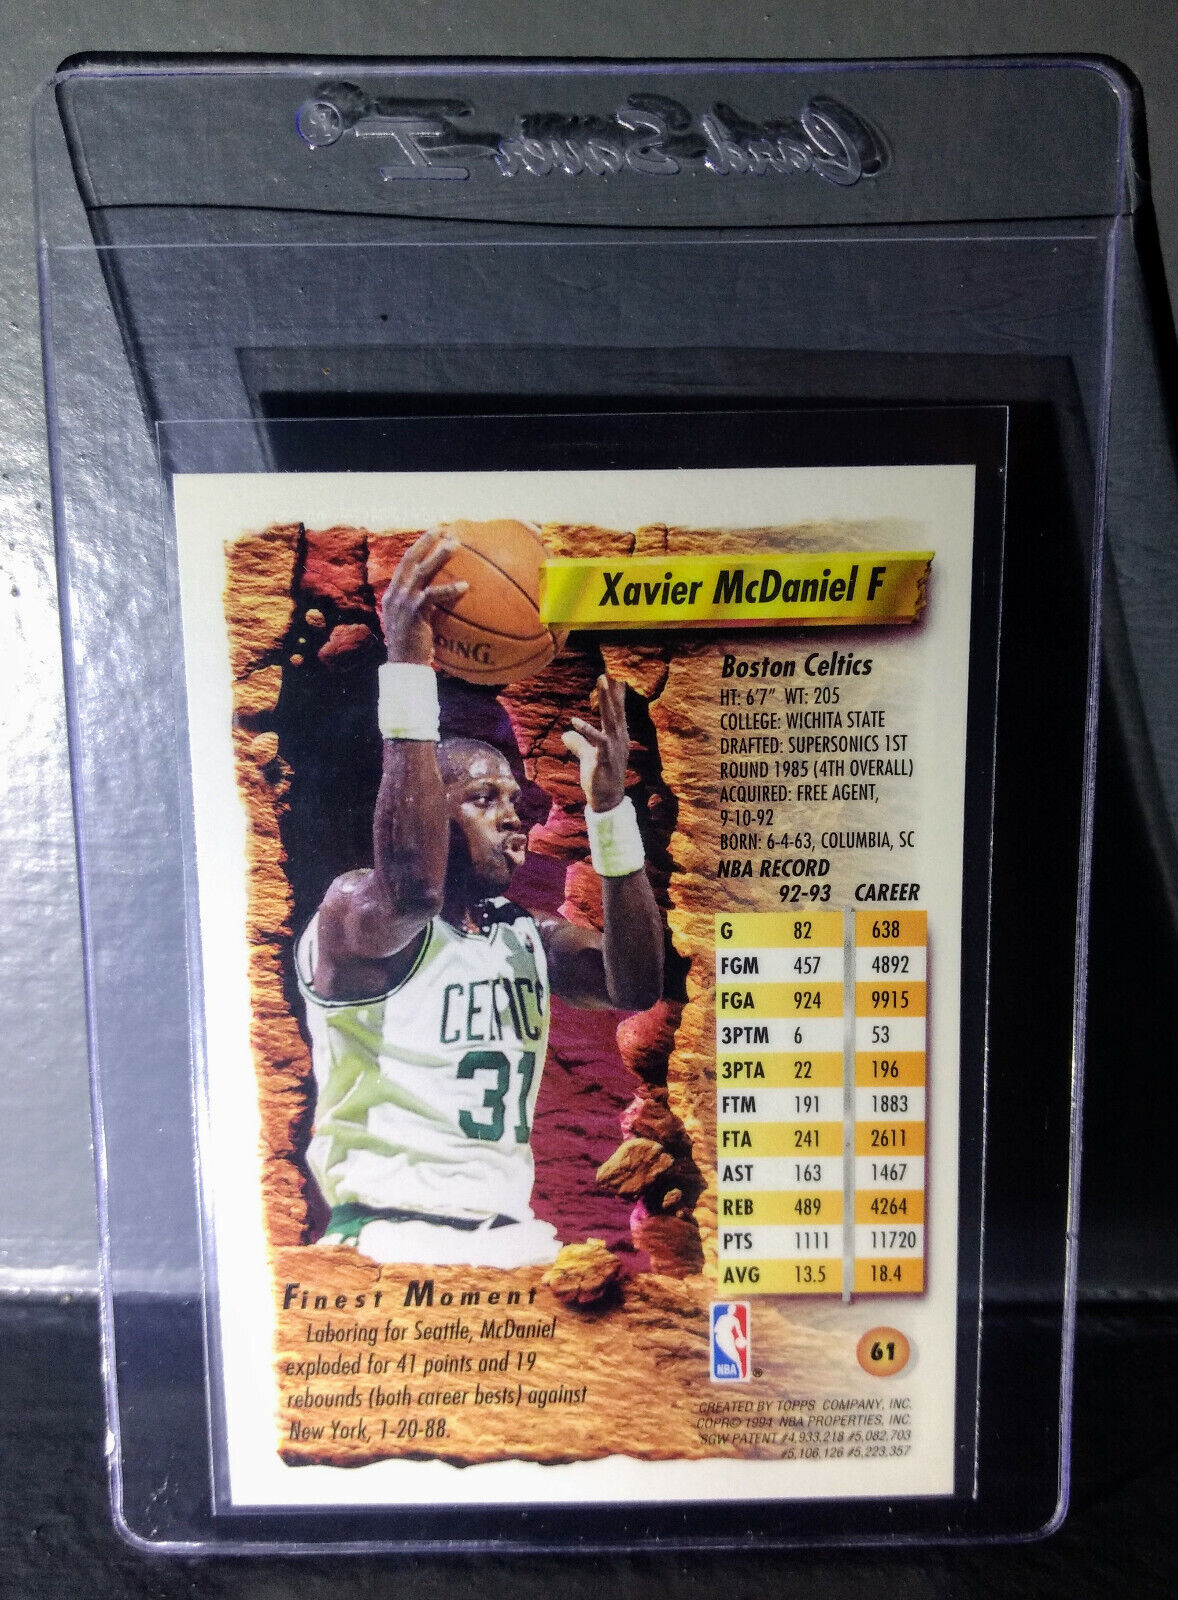 Card Saver I ®
DING
Xavier McDaniel F
Boston Celtics
HT: 6'7" WT: 205
COLLEGE: WICHITA STATE
DRAFTED: SUPERSONICS 1ST
ROUND 1985 (4TH OVERALL)
ACQUIRED: FREE AGENT,
9-10-92
BORN: 6-4-63, COLUMBIA, SC
NBA RECORD
92-93 CAREER
G 82 638
FGM 457 4892
FGA 924 9915
3PTM 6 53
3PTA 22 196
FTM 191 1883
FTA 241 2611
AST 163 1467
REB 489 4264
PTS 1111 11720
AVG 13.5 18.4
CELTICS
31
Finest Moment
Laboring for Seattle, McDaniel
exploded for 41 points and 19
rebounds (both career bests) against
New York, 1-20-88.
NBA ®
61
CREATED BY TOPPS COMPANY, INC.
COPR© 1994 NBA PROPERTIES, INC.
SGW PATENT #4,933,218 #5,082,703
#5,106,126 #5,223,357